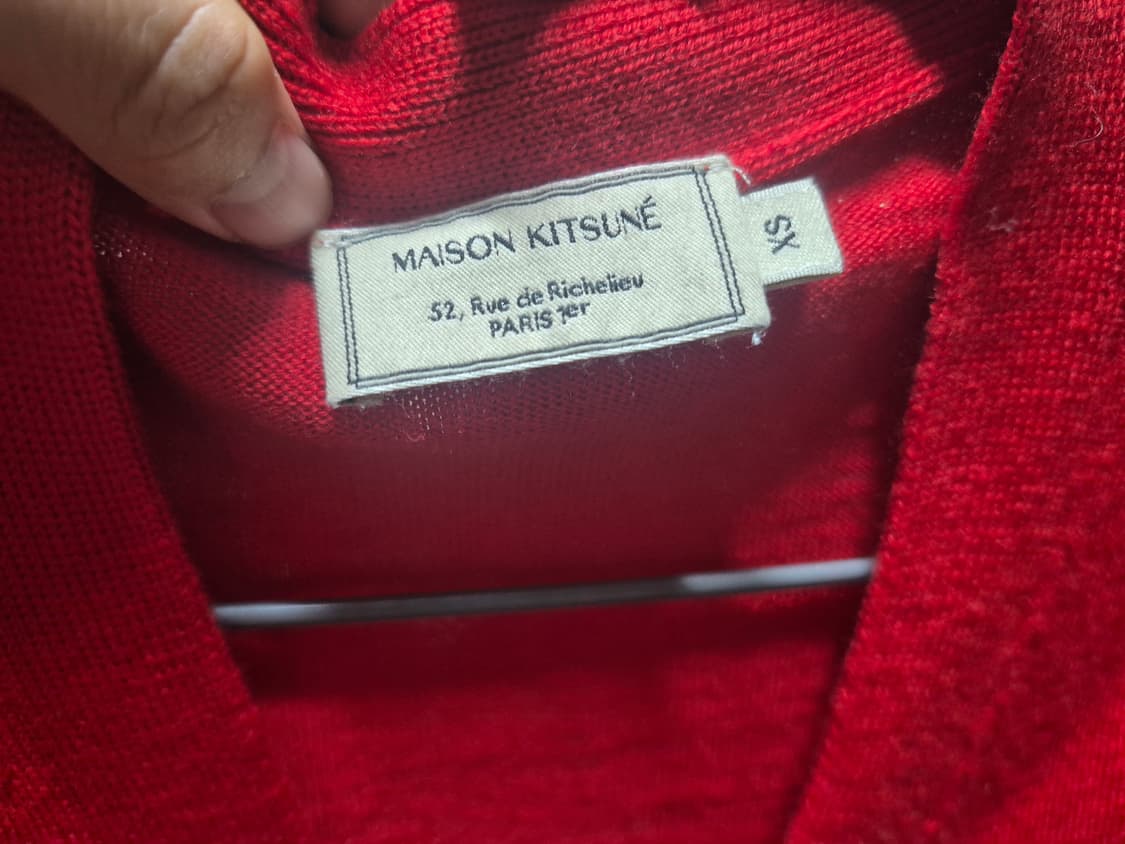 MAISON KITSUNÉ
52, Rue de Richelieu
PARIS 1er
XS